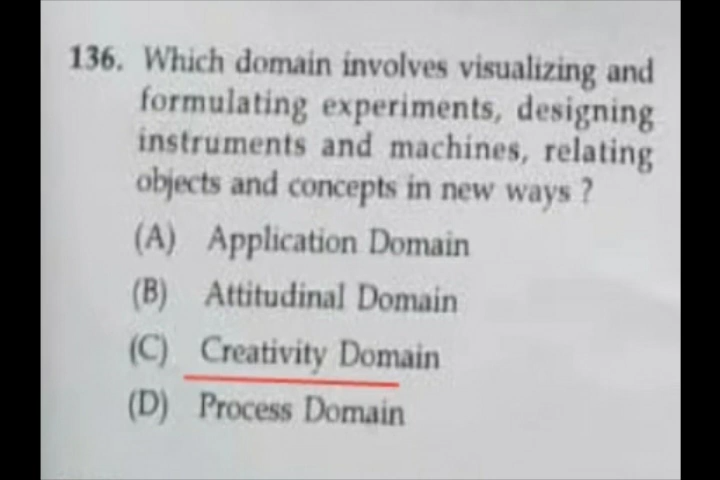 136. Which domain involves visualizing and
formulating experiments, designing
instruments and machines, relating
objects and concepts in new ways ?
(A) Application Domain
(B) Attitudinal Domain
(C) Creativity Domain
(D) Process Domain